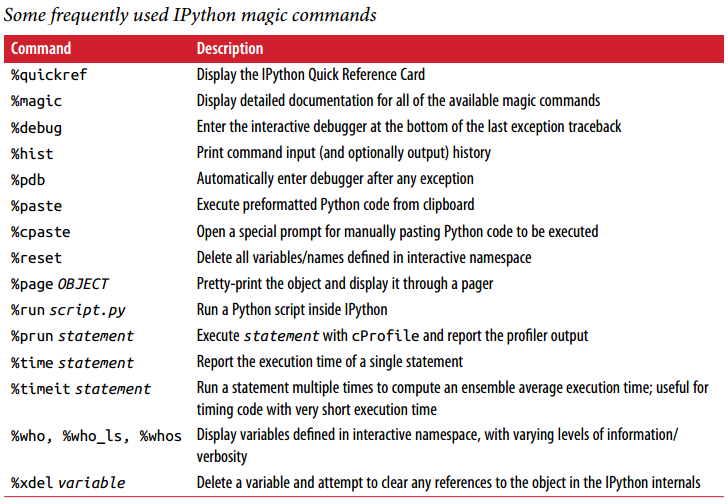 Some frequently used IPython magic commands
Command Description
%quickref Display the IPython Quick Reference Card
%magic Display detailed documentation for all of the available magic commands
%debug Enter the interactive debugger at the bottom of the last exception traceback
%hist Print command input (and optionally output) history
%pdb Automatically enter debugger after any exception
%paste Execute preformatted Python code from clipboard
%cpaste Open a special prompt for manually pasting Python code to be executed
%reset Delete all variables/names defined in interactive namespace
%page OBJECT Pretty-print the object and display it through a pager
%run script.py Run a Python script inside IPython
%prun statement Execute statement with cProfile and report the profiler output
%time statement Report the execution time of a single statement
%timeit statement Run a statement multiple times to compute an ensemble average execution time; useful for
timing code with very short execution time
%who, %who_ls, %whos Display variables defined in interactive namespace, with varying levels of information/
verbosity
%xdel variable Delete a variable and attempt to clear any references to the object in the IPython internals